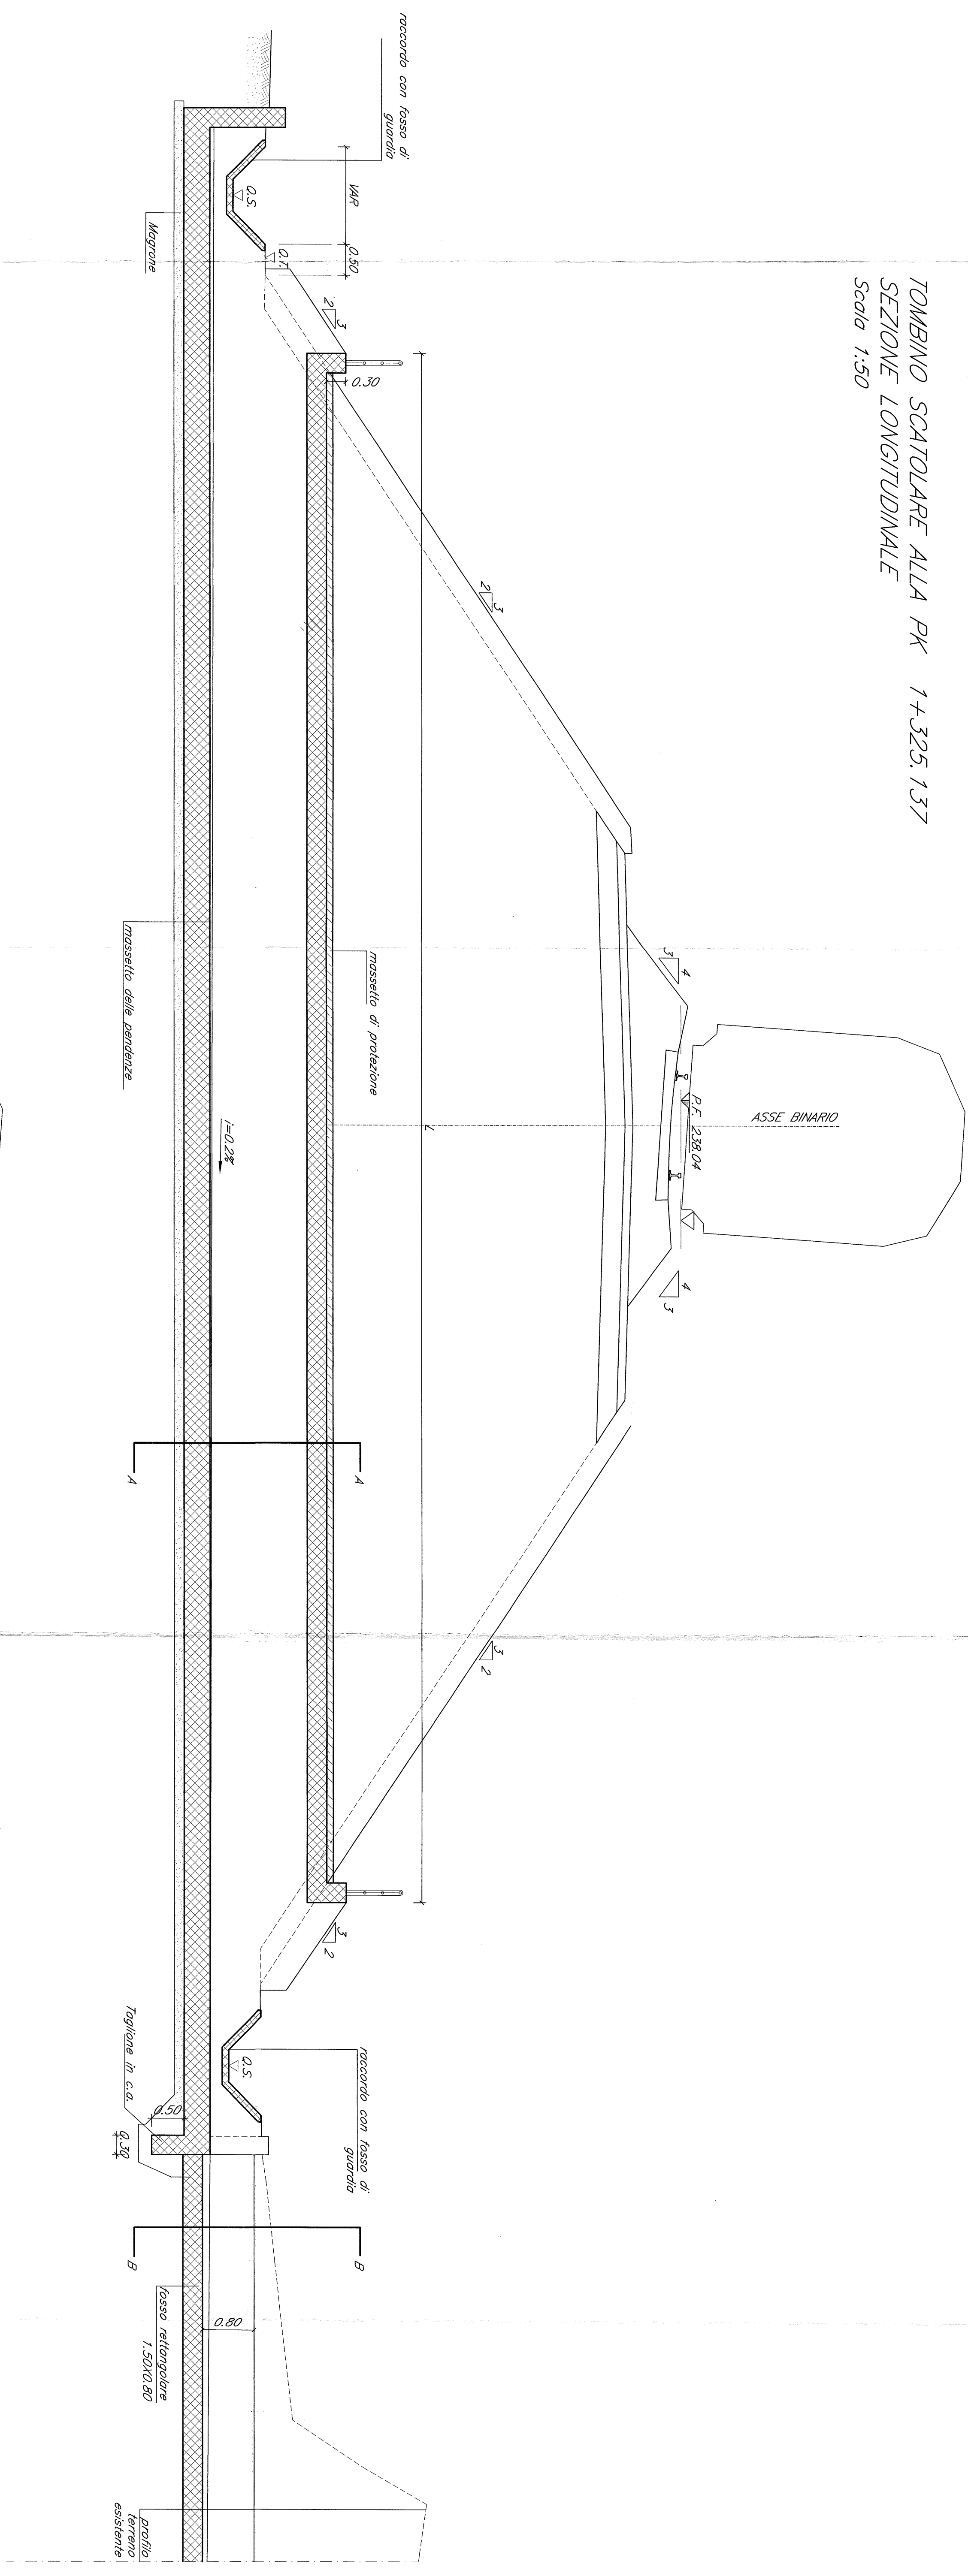 TOMBINO SCATOLARE ALLA PK 1+325.137
SEZIONE LONGITUDINALE
Scala 1:50
ASSE BINARIO
P.F. 238.04
4
3
4
3
3
2
3
2
L
raccordo con fosso di
guardia
VAR
0.50
Q.S.
Q.T.
3
2
0.30
massetto di protezione
3
2
raccordo con fosso di
guardia
Q.S.
Magrone
massetto delle pendenze
i=0.2%
A
A
Taglione in c.a.
0.50
0.30
B
B
0.80
fosso rettangolare
1.50X0.80
profilo
terreno
esistente